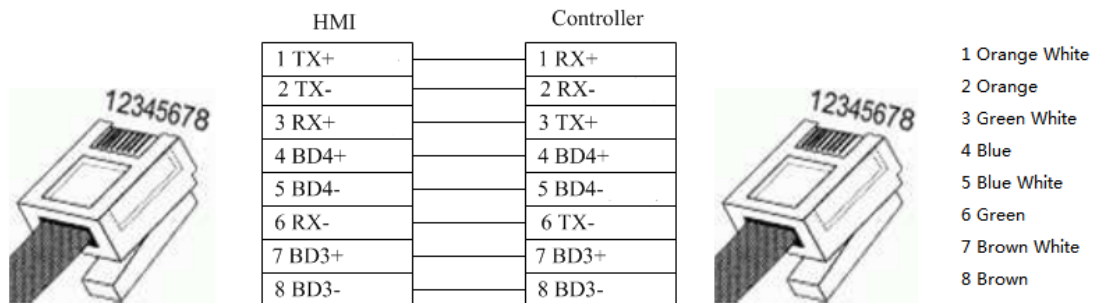 HMI
Controller
1 TX+
1 RX+
1 Orange White
2 TX-
2 RX-
2 Orange
12345678
3 RX+
3 TX+
12345678
3 Green White
4 BD4+
4 BD4+
4 Blue
5 BD4-
5 BD4-
5 Blue White
6 RX-
6 TX-
6 Green
7 BD3+
7 BD3+
7 Brown White
8 BD3-
8 BD3-
8 Brown